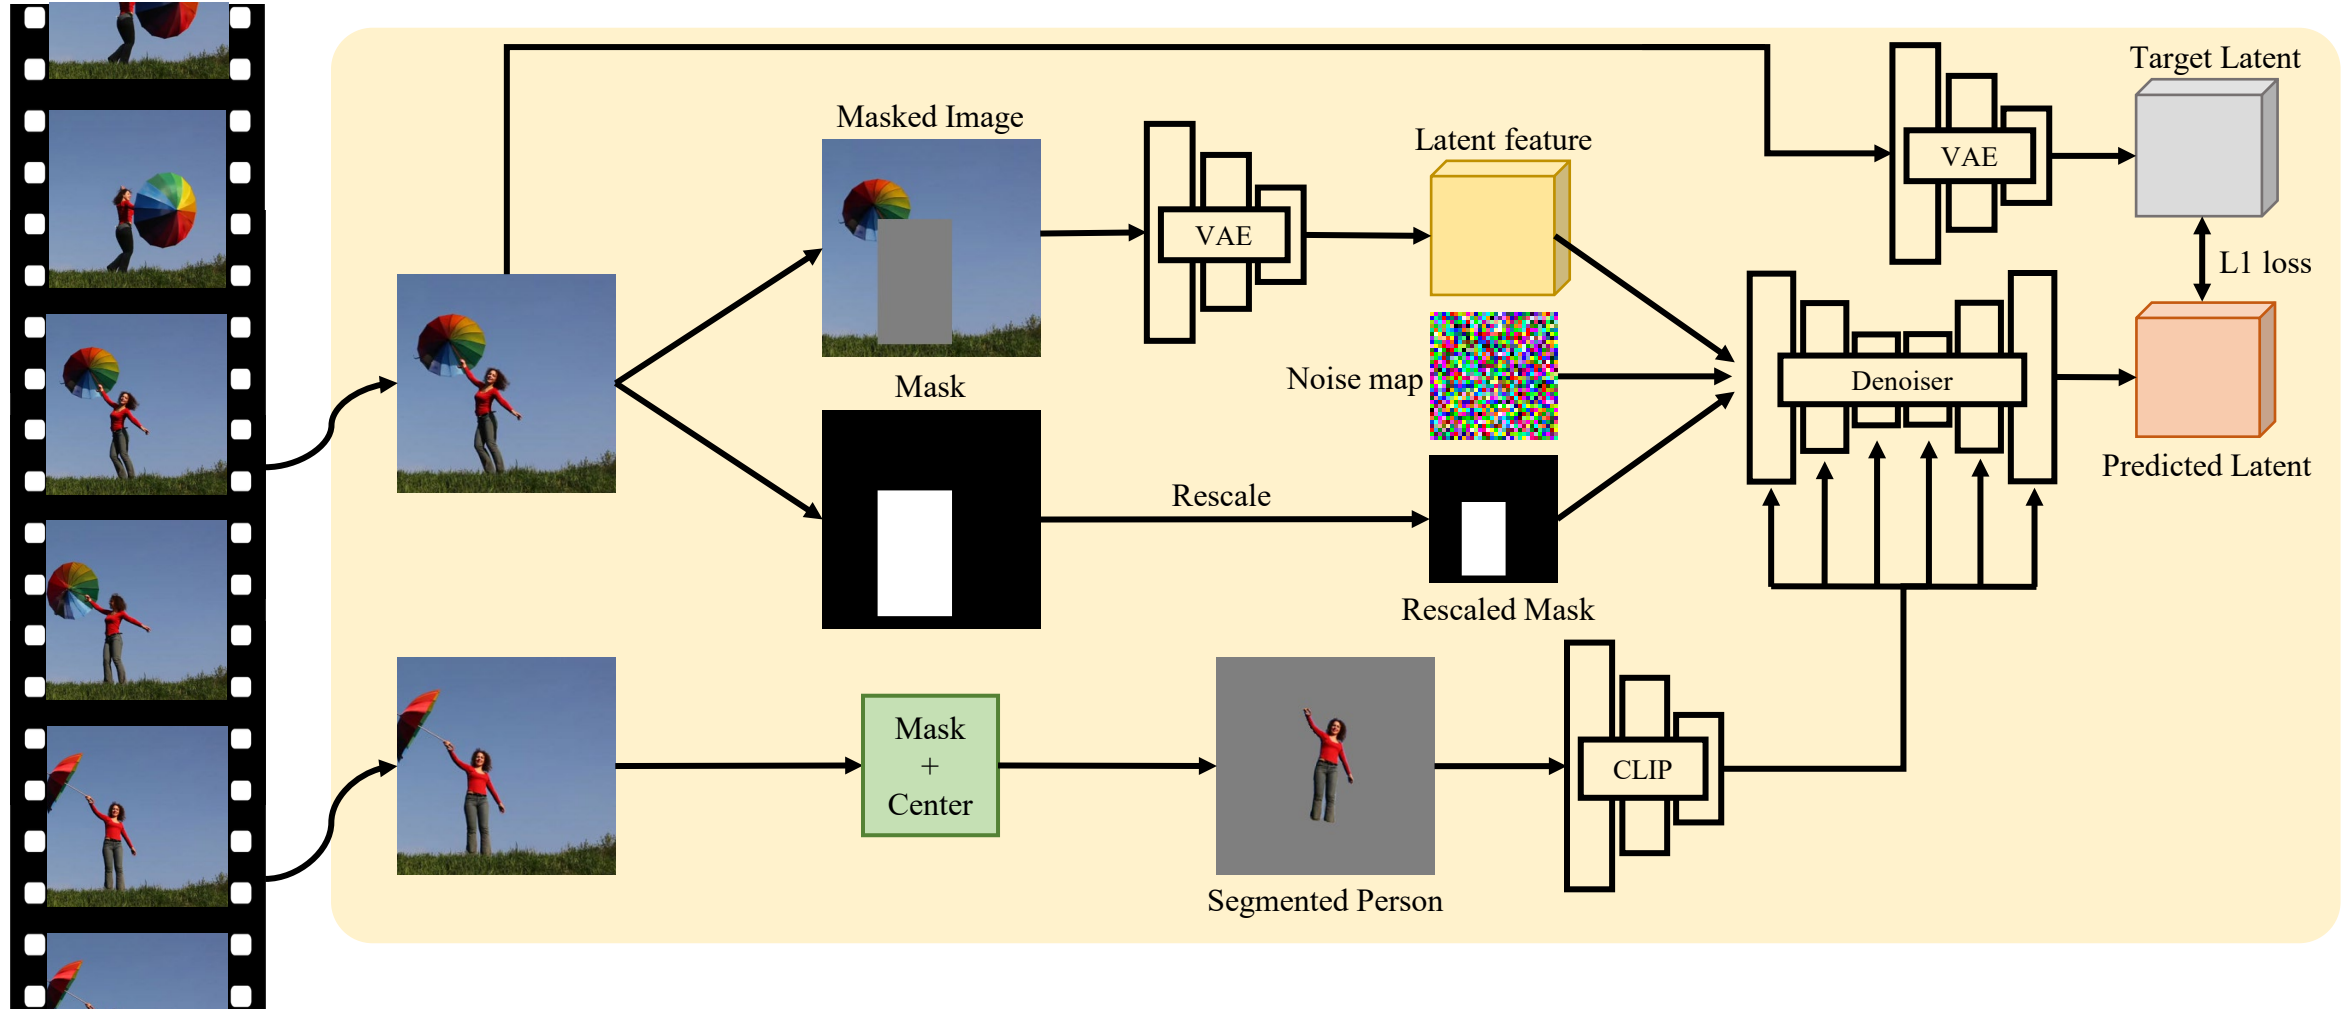 Target Latent
Masked Image
Latent feature
VAE
VAE
L1 loss
Noise map
Mask
Denoiser
Predicted Latent
Rescale
Rescaled Mask
Mask
+
Center
CLIP
Segmented Person